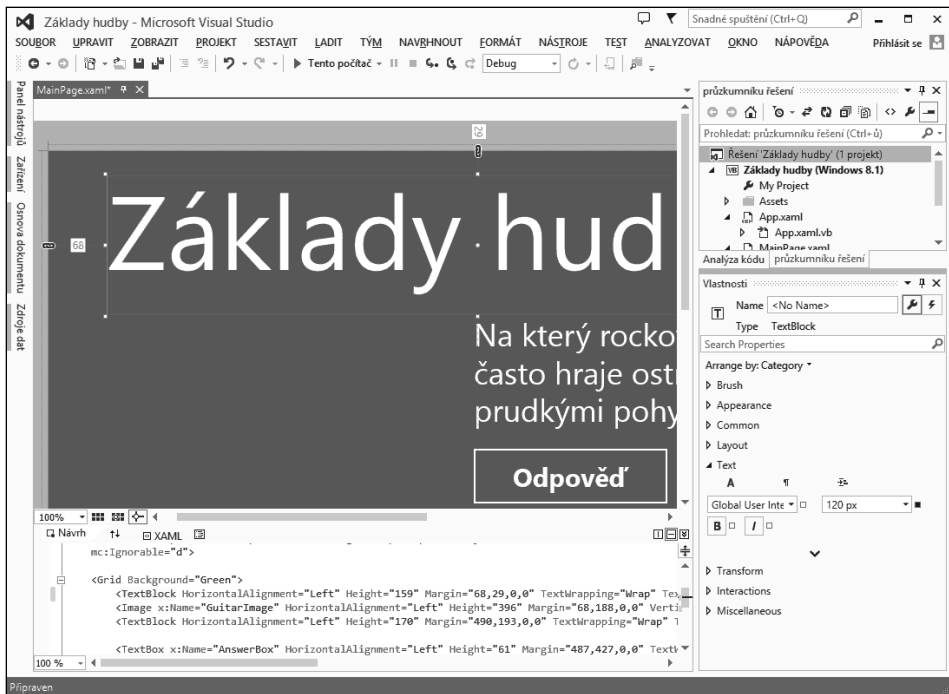 Základy hudby - Microsoft Visual Studio
Snadné spuštění (Ctrl+Q)
SOUBOR UPRAVIT ZOBRAZIT PROJEKT SESTAVIT LADIT TÝM NAVRHNOUT FORMÁT NÁSTROJE TEST ANALYZOVAT OKNO NÁPOVĚDA Přihlásit se
Tento počítač Debug
Panel nástrojů
Zařízení
Osnova dokumentu
Zdroje dat
MainPage.xaml*
29
68
Základy hud
Na který rocko
často hraje ost
prudkými pohy
Odpověď
100%
Návrh XAML
mc:Ignorable="d">
<Grid Background="Green">
<TextBlock HorizontalAlignment="Left" Height="159" Margin="68,29,0,0" TextWrapping="Wrap" Tex
<Image x:Name="GuitarImage" HorizontalAlignment="Left" Height="396" Margin="68,188,0,0" Verti
<TextBlock HorizontalAlignment="Left" Height="170" Margin="490,193,0,0" TextWrapping="Wrap" T
<TextBox x:Name="AnswerBox" HorizontalAlignment="Left" Height="61" Margin="487,427,0,0" TextW
100 %
Připraven
průzkumníku řešení
Prohledat: průzkumníku řešení (Ctrl+ů)
Řešení 'Základy hudby' (1 projekt)
VB Základy hudby (Windows 8.1)
My Project
Assets
App.xaml
App.xaml.vb
MainPage.xaml
Analýza kódu průzkumníku řešení
Vlastnosti
Name <No Name>
Type TextBlock
Search Properties
Arrange by: Category
Brush
Appearance
Common
Layout
Text
A ¶
Global User Inte 120 px
B I
Transform
Interactions
Miscellaneous